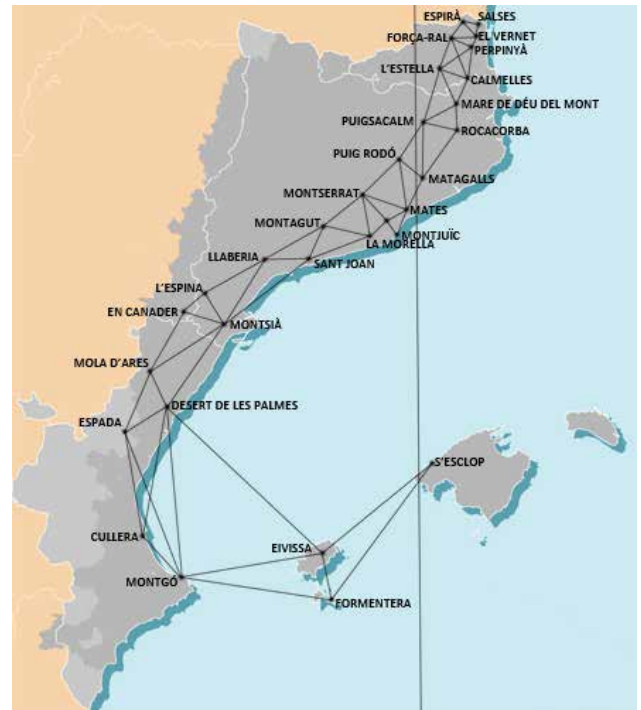 ESPIRÀ
SALSES
FORÇA-RAL
EL VERNET
PERPINYÀ
L'ESTELLA
CALMELLES
MARE DE DÉU DEL MONT
PUIGSACALM
ROCACORBA
PUIG RODÓ
MATAGALLS
MONTSERRAT
MATES
MONTAGUT
MONTJUÏC
LA MORELLA
LLABERIA
SANT JOAN
L'ESPINA
EN CANADER
MONTSIÀ
MOLA D'ARES
DESERT DE LES PALMES
ESPADA
S'ESCLOP
CULLERA
EIVISSA
MONTGÓ
FORMENTERA